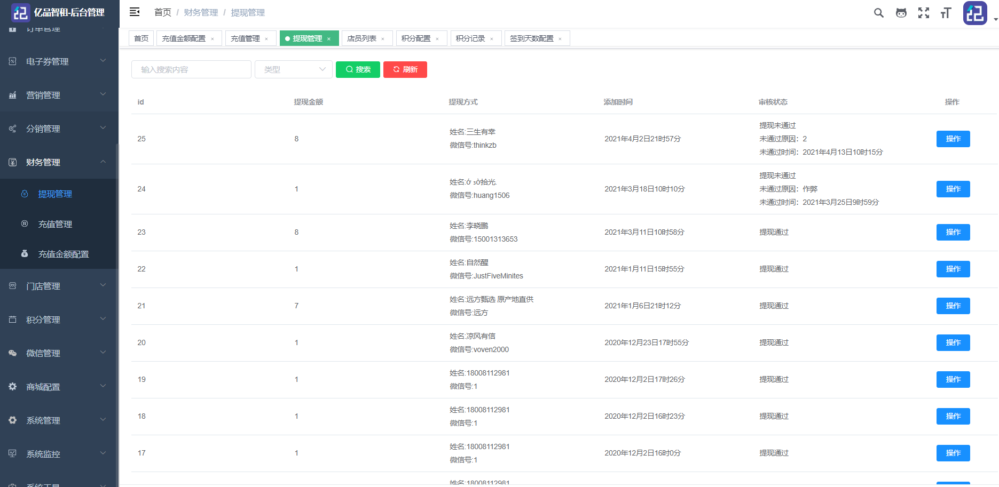 亿品智租-后台管理
首页 / 财务管理 / 提现管理
首页
充值金额配置 ×
充值管理 ×
提现管理 ×
店员列表 ×
积分配置 ×
积分记录 ×
签到天数配置 ×
订单管理
电子券管理
营销管理
分销管理
财务管理
提现管理
充值管理
充值金额配置
门店管理
积分管理
微信管理
商城配置
系统管理
系统监控
系统工具
输入搜索内容
类型
搜索
刷新
id 提现金额 提现方式 添加时间 审核状态 操作
25
8
姓名:三生有幸
微信号:thinkzb
2021年4月2日21时57分
提现未通过
未通过原因：2
未通过时间：2021年4月13日10时15分
操作
24
1
拾光.
微信号:huang1506
2021年3月18日10时10分
提现未通过
未通过原因：作弊
未通过时间：2021年3月25日9时59分
操作
23
8
姓名:李晓鹏
微信号:15001313653
2021年3月11日10时58分
提现通过
操作
22
1
姓名:自然醒
微信号:JustFiveMinites
2021年1月11日15时55分
提现通过
操作
21
7
姓名:远方甄选 原产地直供
微信号:远方
2021年1月6日21时12分
提现通过
操作
20
1
姓名:凉风有信
微信号:voven2000
2020年12月23日17时55分
提现通过
操作
19
1
姓名:18008112981
微信号:1
2020年12月2日17时26分
提现通过
操作
18
1
姓名:18008112981
微信号:1
2020年12月2日16时23分
提现通过
操作
17
1
姓名:18008112981
微信号:1
2020年12月2日16时0分
提现通过
操作
姓名:18008112981